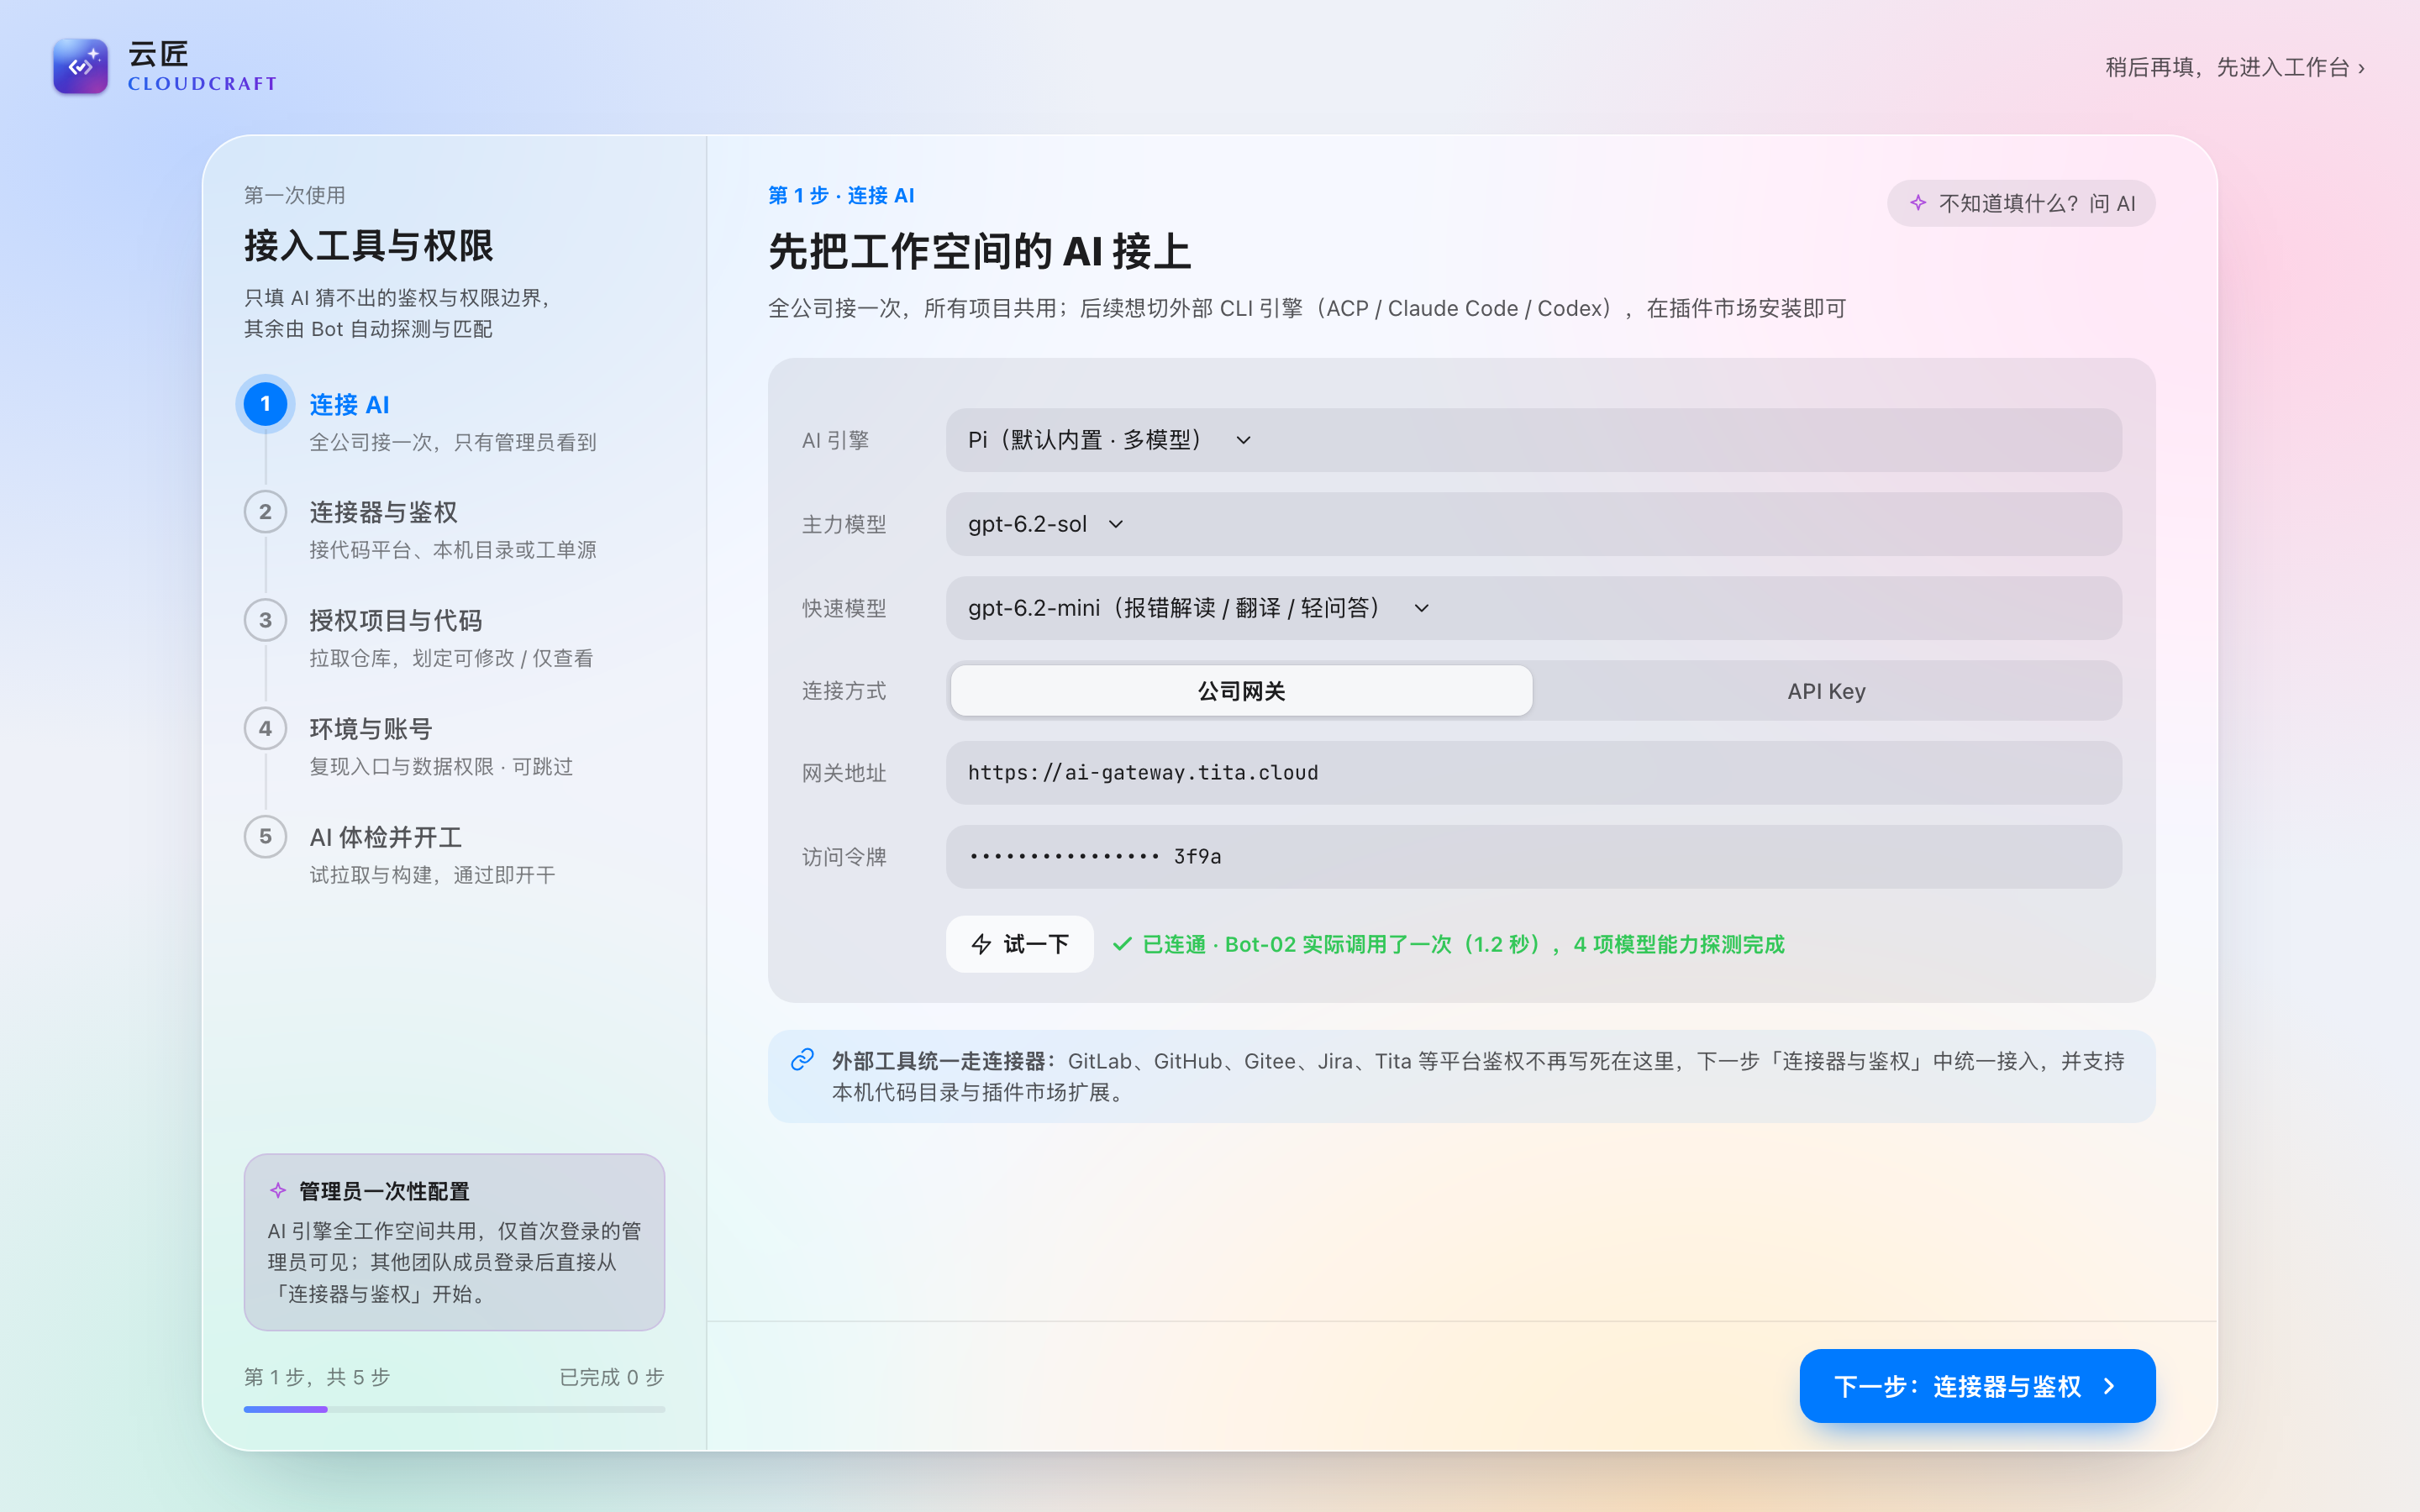 云匠
CLOUDCRAFT
稍后再填，先进入工作台 ›
第一次使用
接入工具与权限
只填 AI 猜不出的鉴权与权限边界，
其余由 Bot 自动探测与匹配
1
连接 AI
全公司接一次，只有管理员看到
2
连接器与鉴权
接代码平台、本机目录或工单源
3
授权项目与代码
拉取仓库，划定可修改 / 仅查看
4
环境与账号
复现入口与数据权限 · 可跳过
5
AI 体检并开工
试拉取与构建，通过即开干
管理员一次性配置
AI 引擎全工作空间共用，仅首次登录的管
理员可见；其他团队成员登录后直接从
「连接器与鉴权」开始。
第 1 步，共 5 步
已完成 0 步
第 1 步 · 连接 AI
不知道填什么？问 AI
先把工作空间的 AI 接上
全公司接一次，所有项目共用；后续想切外部 CLI 引擎（ACP / Claude Code / Codex），在插件市场安装即可
AI 引擎
Pi（默认内置 · 多模型）
主力模型
gpt-6.2-sol
快速模型
gpt-6.2-mini（报错解读 / 翻译 / 轻问答）
连接方式
公司网关
API Key
网关地址
https://ai-gateway.tita.cloud
访问令牌
•••••••••••••••• 3f9a
试一下
已连通 · Bot-02 实际调用了一次（1.2 秒），4 项模型能力探测完成
外部工具统一走连接器：GitLab、GitHub、Gitee、Jira、Tita 等平台鉴权不再写死在这里，下一步「连接器与鉴权」中统一接入，并支持
本机代码目录与插件市场扩展。
下一步：连接器与鉴权